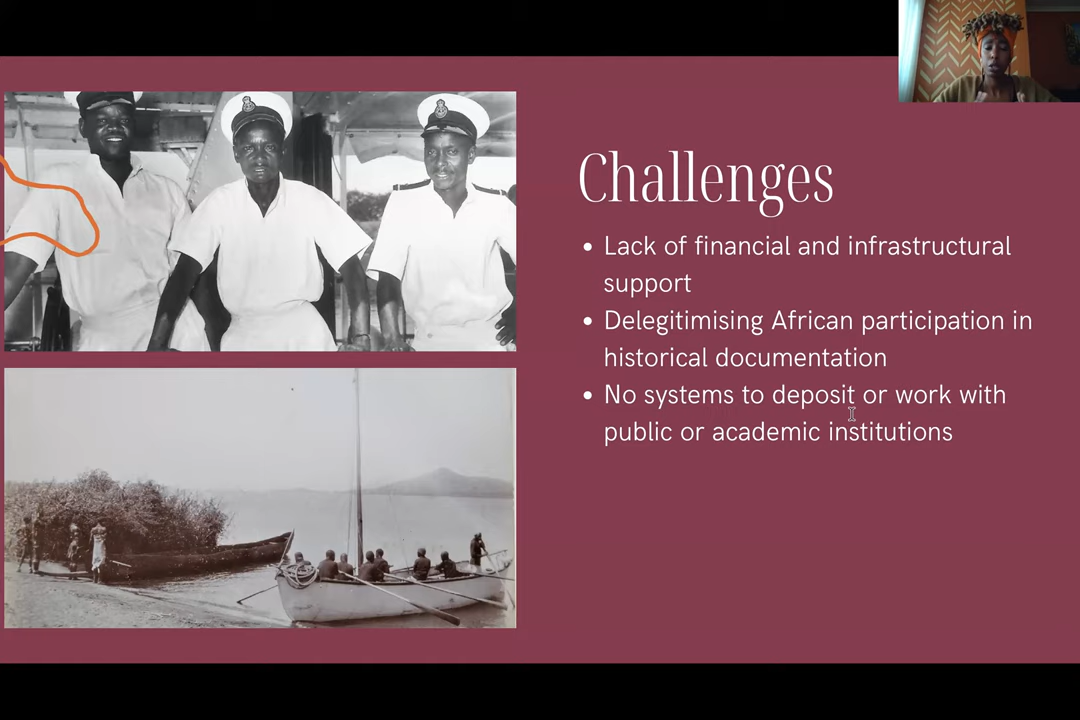 Challenges
• Lack of financial and infrastructural
support
• Delegitimising African participation in
historical documentation
• No systems to deposit or work with
public or academic institutions